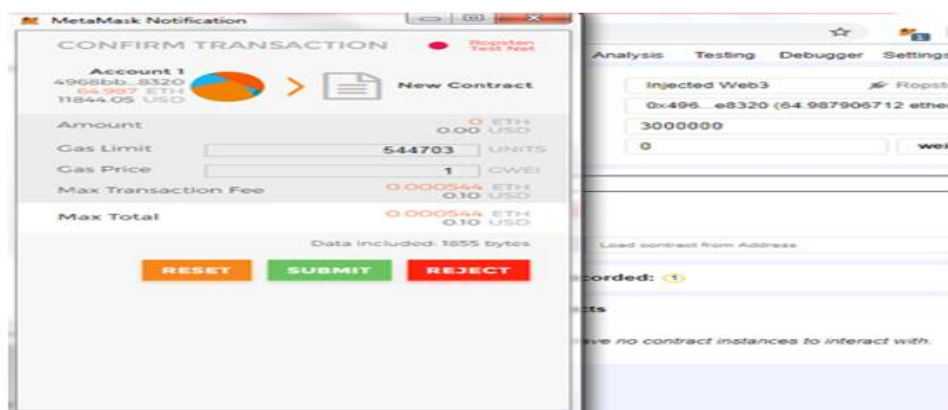 MetaMask Notification
CONFIRM TRANSACTION
Ropsten
Test Net
Account 1
4968bb...8320
64.987 ETH
11844.05 USD
New Contract
Amount
0 ETH
0.00 USD
Gas Limit
544703 UNITS
Gas Price
1 GWEI
Max Transaction Fee
0.000544 ETH
0.10 USD
Max Total
0.000544 ETH
0.10 USD
Data included: 1855 bytes
RESET SUBMIT REJECT
1
Analysis Testing Debugger Settings
Injected Web3 Ropst
0x496...e8320 (64.987906712 ether
3000000
0 wei
Load contract from Address
corded: 1
ts
ve no contract instances to interact with.